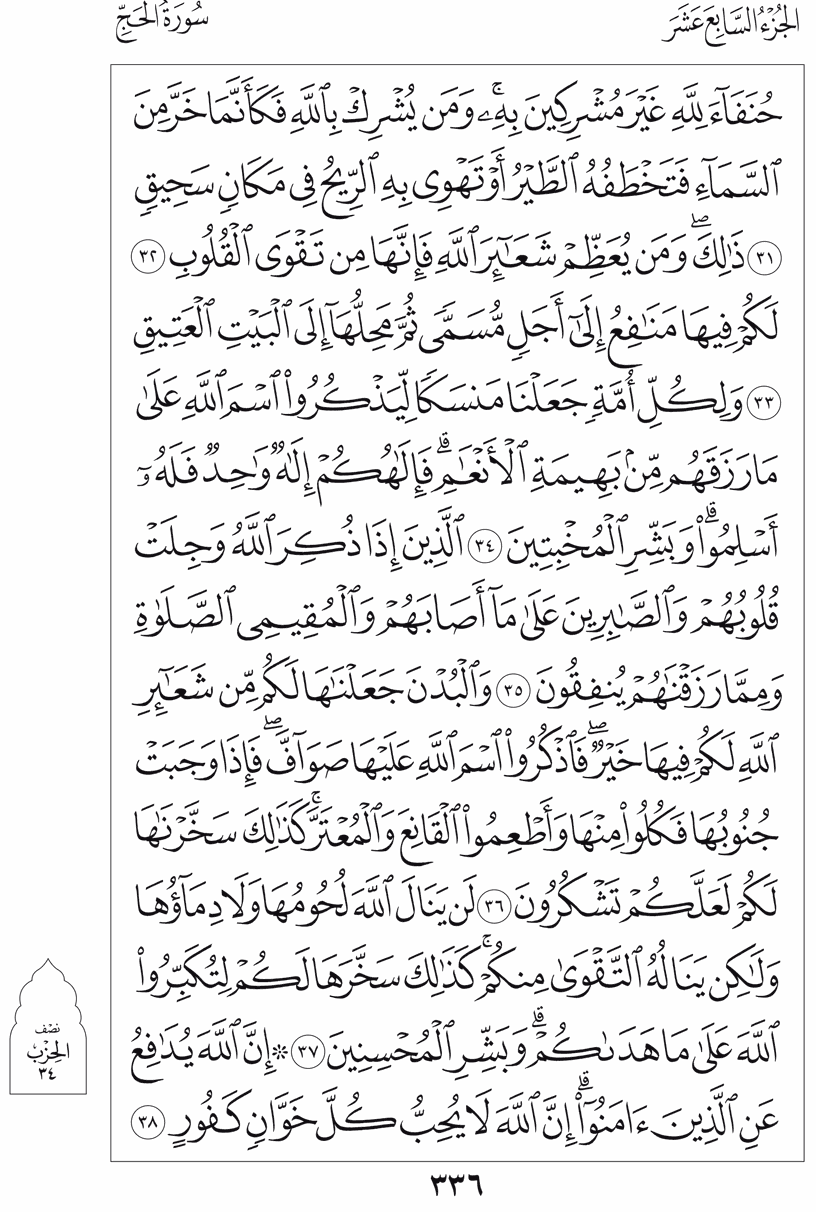 الجُزْءُ السَّابِعَ عَشَرَ
سُورَةُ الحَجِّ
حُنَفَآءَ لِلَّهِ غَيۡرَ مُشۡرِكِينَ بِهِۦۚ وَمَن يُشۡرِكۡ بِٱللَّهِ فَكَأَنَّمَا خَرَّ مِنَ
ٱلسَّمَآءِ فَتَخۡطَفُهُ ٱلطَّيۡرُ أَوۡ تَهۡوِي بِهِ ٱلرِّيحُ فِي مَكَانٖ سَحِيقٖ
٣١ ذَٰلِكَۖ وَمَن يُعَظِّمۡ شَعَٰٓئِرَ ٱللَّهِ فَإِنَّهَا مِن تَقۡوَى ٱلۡقُلُوبِ ٣٢
لَكُمۡ فِيهَا مَنَٰفِعُ إِلَىٰٓ أَجَلٖ مُّسَمّٗى ثُمَّ مَحِلُّهَآ إِلَى ٱلۡبَيۡتِ ٱلۡعَتِيقِ
٣٣ وَلِكُلِّ أُمَّةٖ جَعَلۡنَا مَنسَكٗا لِّيَذۡكُرُواْ ٱسۡمَ ٱللَّهِ عَلَىٰ
مَا رَزَقَهُم مِّنۢ بَهِيمَةِ ٱلۡأَنۡعَٰمِۗ فَإِلَٰهُكُمۡ إِلَٰهٞ وَٰحِدٞ فَلَهُۥٓ
أَسۡلِمُواْۗ وَبَشِّرِ ٱلۡمُخۡبِتِينَ ٣٤ ٱلَّذِينَ إِذَا ذُكِرَ ٱللَّهُ وَجِلَتۡ
قُلُوبُهُمۡ وَٱلصَّٰبِرِينَ عَلَىٰ مَآ أَصَابَهُمۡ وَٱلۡمُقِيمِي ٱلصَّلَوٰةِ
وَمِمَّا رَزَقۡنَٰهُمۡ يُنفِقُونَ ٣٥ وَٱلۡبُدۡنَ جَعَلۡنَٰهَا لَكُم مِّن شَعَٰٓئِرِ
ٱللَّهِ لَكُمۡ فِيهَا خَيۡرٞۖ فَٱذۡكُرُواْ ٱسۡمَ ٱللَّهِ عَلَيۡهَا صَوَآفَّۖ فَإِذَا وَجَبَتۡ
جُنُوبُهَا فَكُلُواْ مِنۡهَا وَأَطۡعِمُواْ ٱلۡقَانِعَ وَٱلۡمُعۡتَرَّۚ كَذَٰلِكَ سَخَّرۡنَٰهَا
لَكُمۡ لَعَلَّكُمۡ تَشۡكُرُونَ ٣٦ لَن يَنَالَ ٱللَّهَ لُحُومُهَا وَلَا دِمَآؤُهَا
وَلَٰكِن يَنَالُهُ ٱلتَّقۡوَىٰ مِنكُمۡۚ كَذَٰلِكَ سَخَّرَهَا لَكُمۡ لِتُكَبِّرُواْ
ٱللَّهَ عَلَىٰ مَا هَدَىٰكُمۡۗ وَبَشِّرِ ٱلۡمُحۡسِنِينَ ٣٧ ۞ إِنَّ ٱللَّهَ يُدَٰفِعُ
عَنِ ٱلَّذِينَ ءَامَنُوٓاْۗ إِنَّ ٱللَّهَ لَا يُحِبُّ كُلَّ خَوَّانٖ كَفُورٍ ٣٨
نصف
الحِزْب
٣٤
٣٣٦